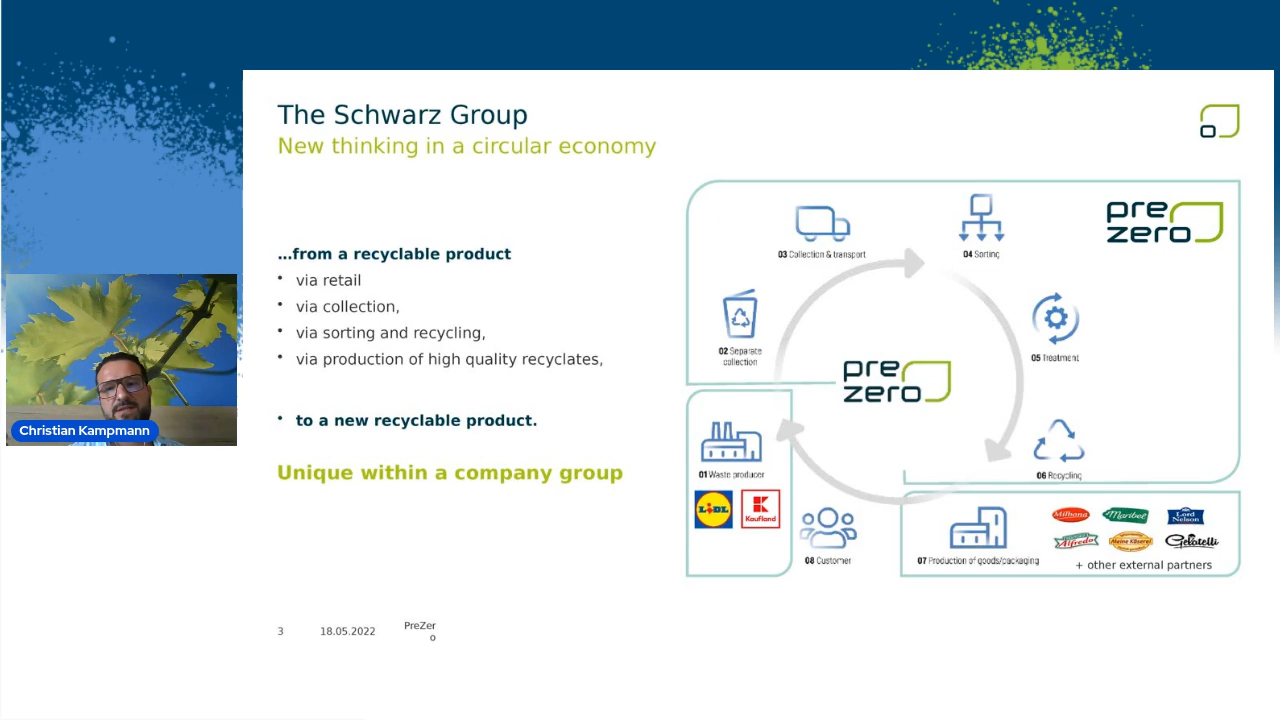 The Schwarz Group
New thinking in a circular economy
…from a recyclable product
• via retail
• via collection,
• via sorting and recycling,
• via production of high quality recyclates,
• to a new recyclable product.
Unique within a company group
pre
zero
03 Collection & transport
04 Sorting
02 Separate
collection
05 Treatment
pre
zero
01 Waste producer
06 Recycling
LIDL
K
Kaufland
08 Customer
07 Production of goods/packaging
Milbona
Maribel
Lord
Nelson
Alfredo
Meine Käserei
Gelatelli
+ other external partners
Christian Kampmann
3
18.05.2022
PreZer
o